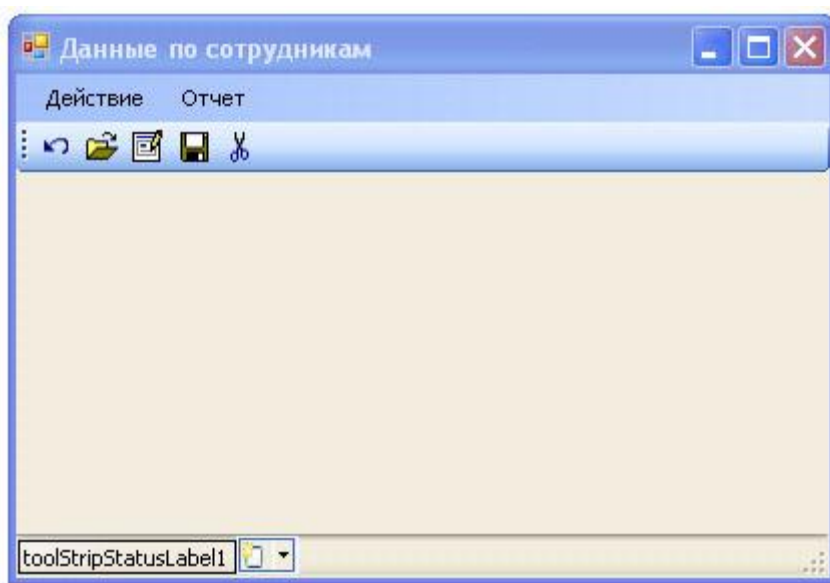 Данные по сотрудникам
Действие Отчет
toolStripStatusLabel1